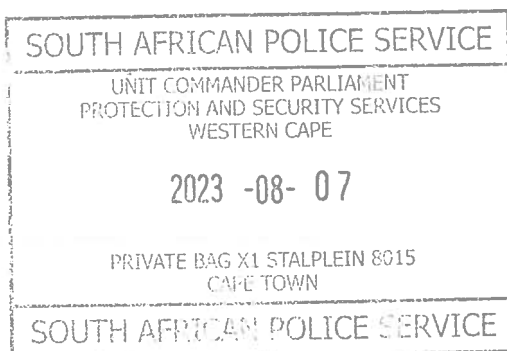 SOUTH AFRICAN POLICE SERVICE
UNIT COMMANDER PARLIAMENT
PROTECTION AND SECURITY SERVICES
WESTERN CAPE
2023 -08- 07
PRIVATE BAG X1 STALPLEIN 8015
CAPE TOWN
SOUTH AFRICAN POLICE SERVICE